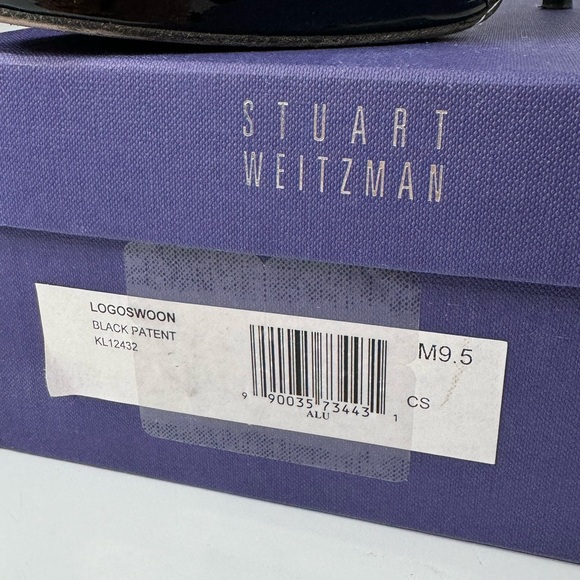 STUART
WEITZMAN
LOGOSWOON
BLACK PATENT
KL12432
M9.5
9 90035 73443 1
CS
ALU